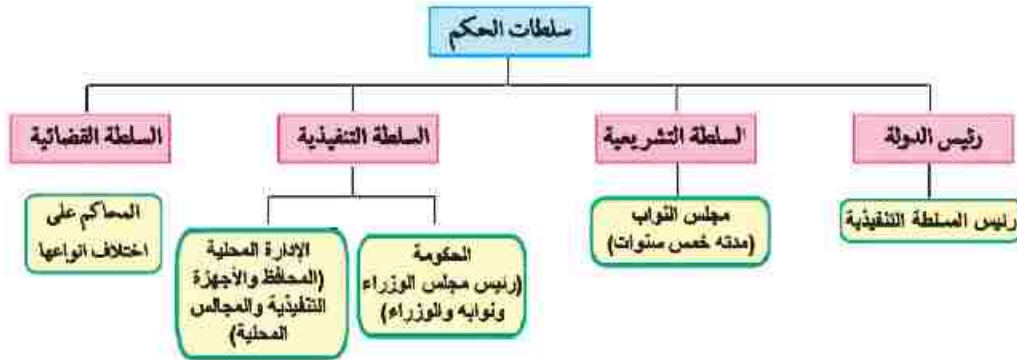 سلطات الحكم
رئيس الدولة
السلطة التشريعية
السلطة التنفيذية
السلطة القضائية
رئيس السلطة التنفيذية
مجلس النواب
(مدته خمس سنوات)
الحكومة
(رئيس مجلس الوزراء
ونوابه والوزراء)
الإدارة المحلية
(المحافظ والأجهزة
التنفيذية والمجالس
المحلية)
المحاكم على
اختلاف انواعها